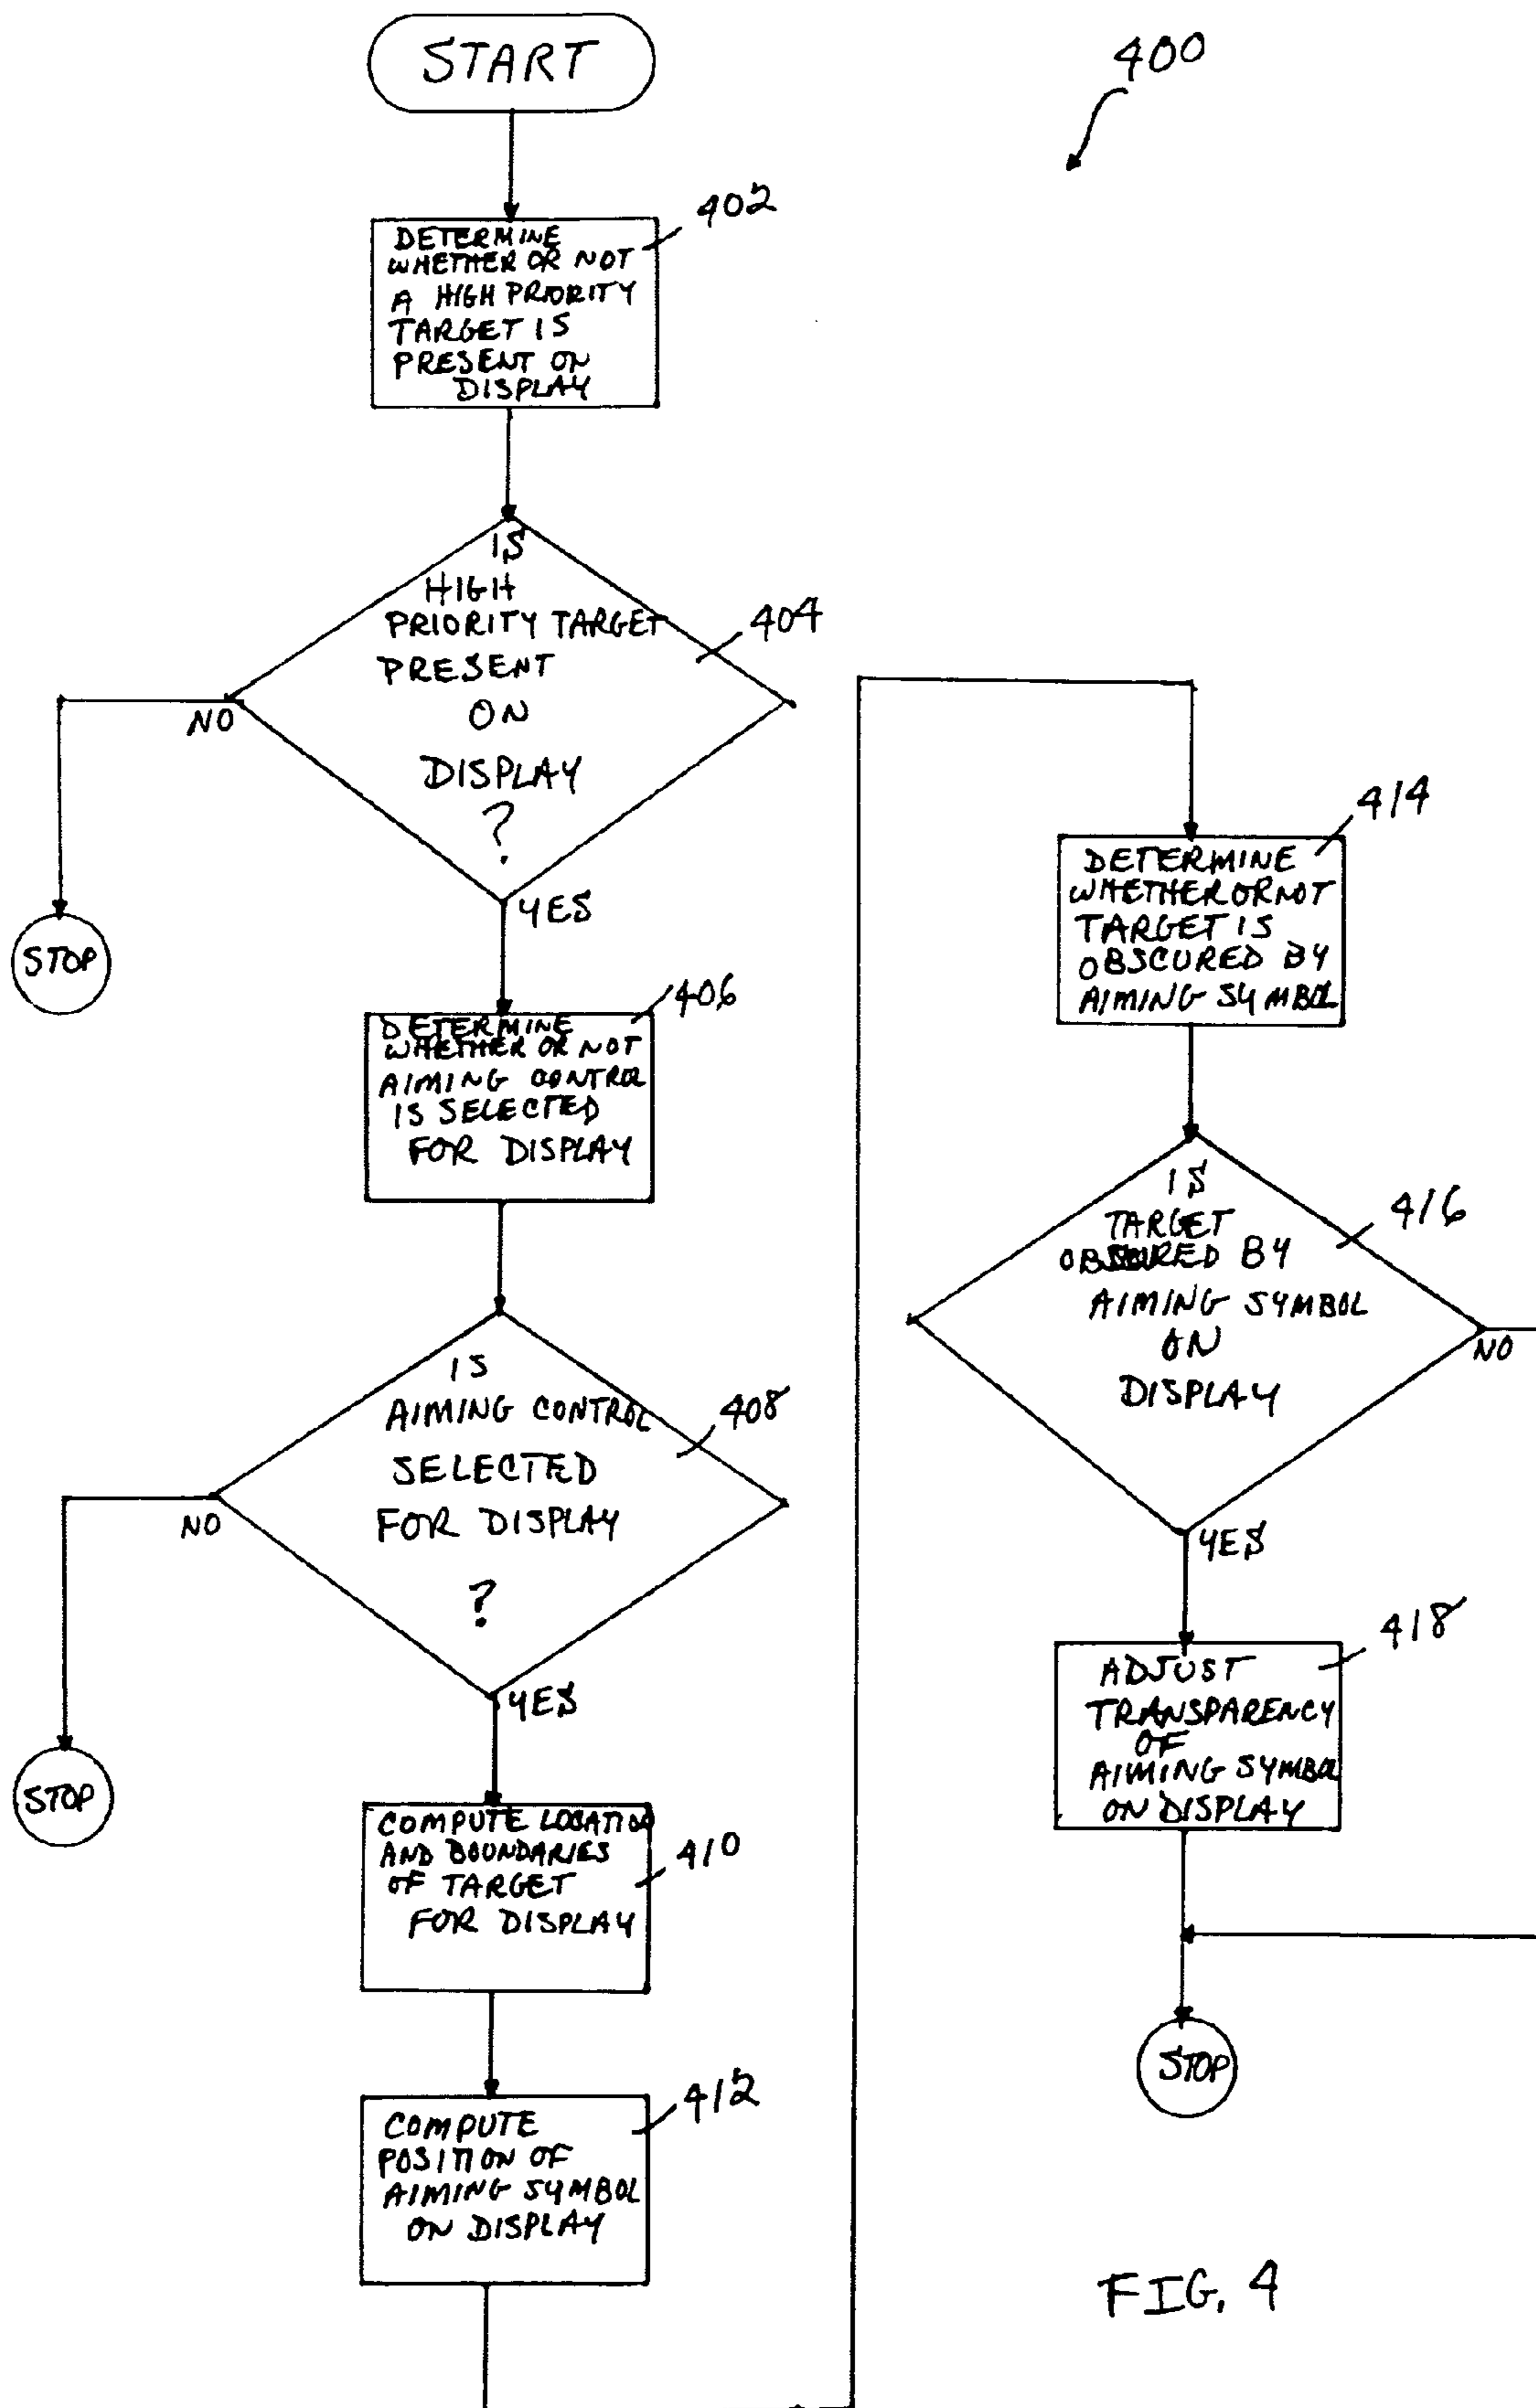 START
400
402
DETERMINE
WHETHER OR NOT
A HIGH PRIORITY
TARGET IS
PRESENT ON
DISPLAY
IS
HIGH
PRIORITY TARGET
PRESENT
ON
DISPLAY
?
404
NO
YES
STOP
406
DETERMINE
WHETHER OR NOT
AIMING CONTROL
IS SELECTED
FOR DISPLAY
IS
AIMING CONTROL
SELECTED
FOR DISPLAY
?
408
NO
YES
STOP
COMPUTE LOCATION
AND BOUNDARIES
OF TARGET
FOR DISPLAY
410
412
COMPUTE
POSITION OF
AIMING SYMBOL
ON DISPLAY
414
DETERMINE
WHETHER OR NOT
TARGET IS
OBSCURED BY
AIMING SYMBOL
IS
TARGET
OBSCURED BY
AIMING SYMBOL
ON
DISPLAY
416
NO
YES
418
ADJUST
TRANSPARENCY
OF
AIMING SYMBOL
ON DISPLAY
STOP
FIG. 4